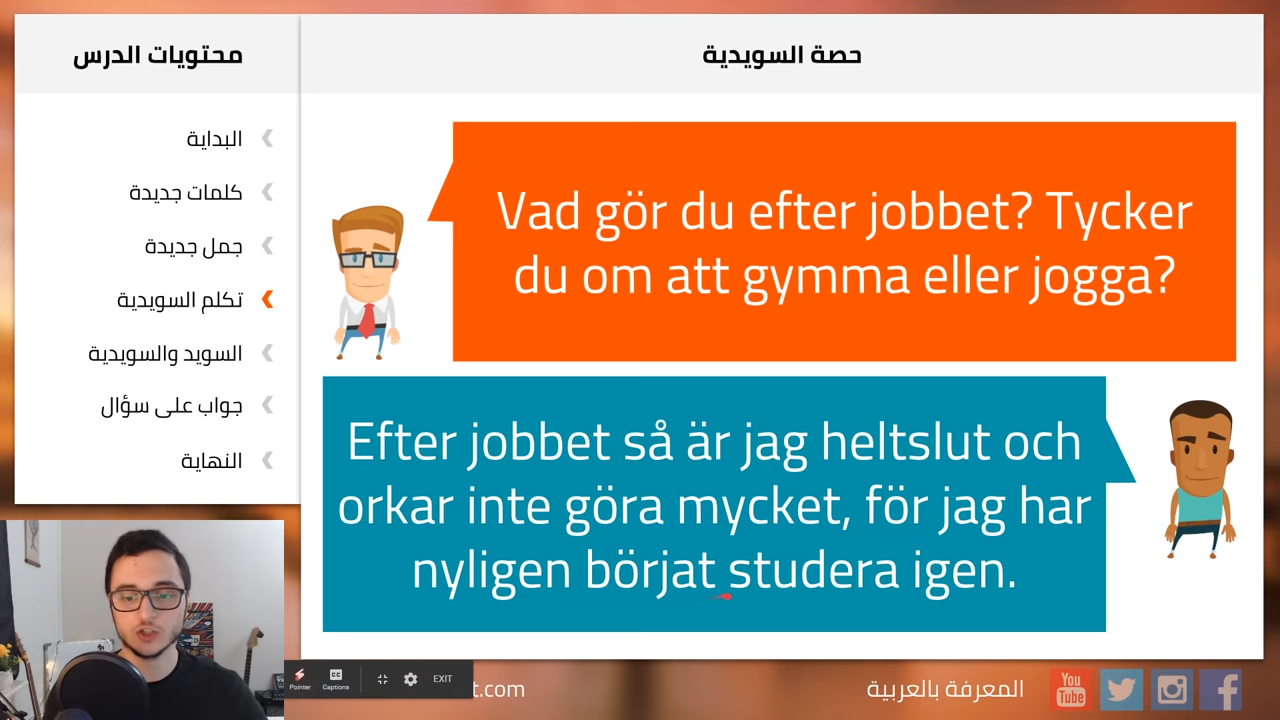 محتويات الدرس
حصة السويدية
البداية
كلمات جديدة
جمل جديدة
تكلم السويدية
السويد والسويدية
جواب على سؤال
النهاية
Vad gör du efter jobbet? Tycker
du om att gymma eller jogga?
Efter jobbet så är jag heltslut och
orkar inte göra mycket, för jag har
nyligen börjat studera igen.
Pointer
CC
Captions
EXIT
t.com
المعرفة بالعربية
You
Tube